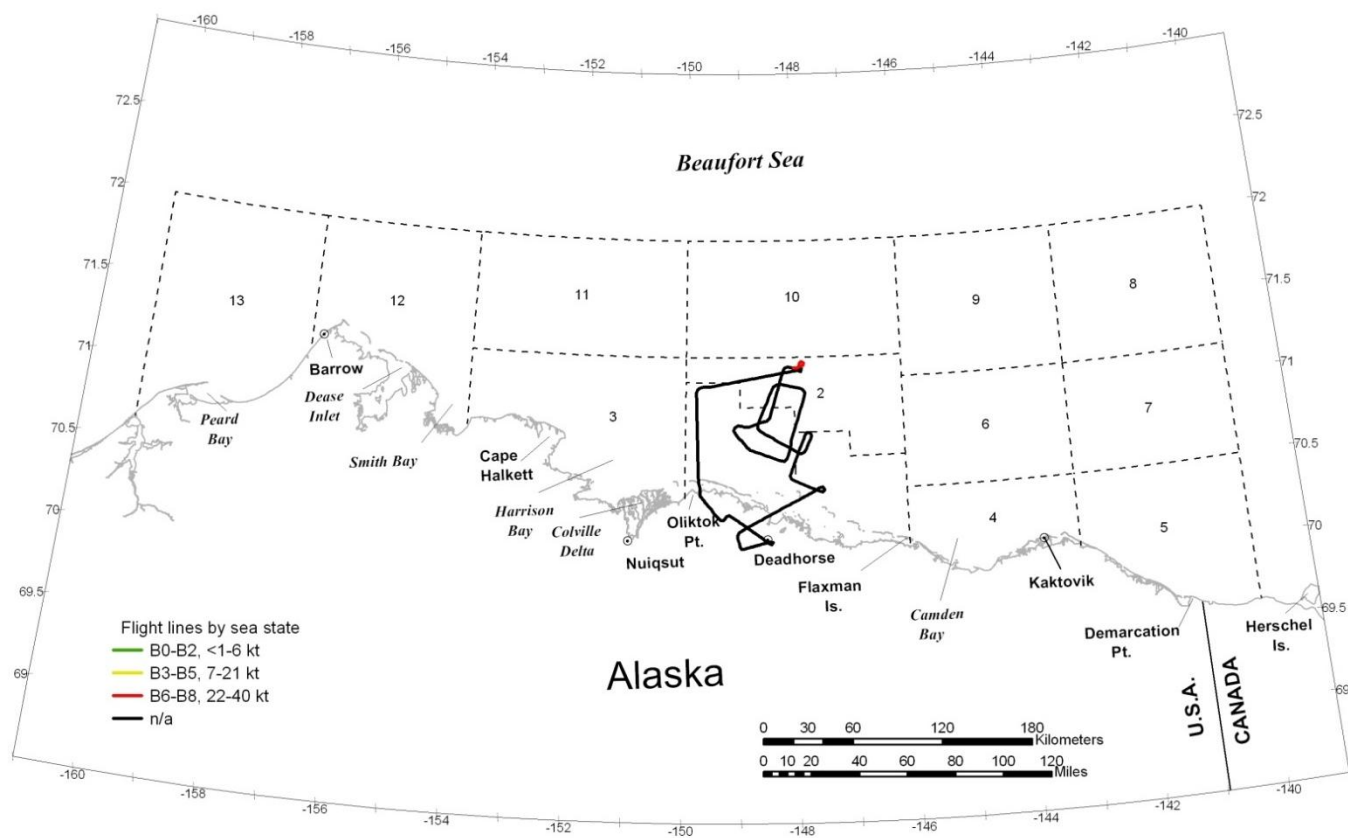 -160
-158
-156
-154
-152
-150
-148
-146
-144
-142
-140
72.5
72.5
Beaufort Sea
72
72
71.5
71.5
13
12
11
10
9
8
71
71
Barrow
Dease
Inlet
Peard
Bay
2
3
6
7
70.5
70.5
Smith Bay
Cape
Halkett
Harrison
Bay
Colville
Delta
Nuiqsut
Oliktok
Pt.
Deadhorse
Flaxman
Is.
4
5
70
70
Camden
Bay
Kaktovik
Demarcation
Pt.
Herschel
Is.
69.5
69.5
Flight lines by sea state
B0-B2, <1-6 kt
B3-B5, 7-21 kt
B6-B8, 22-40 kt
n/a
Alaska
U.S.A.
CANADA
69
69
0 30 60 120 180
Kilometers
0 10 20 40 60 80 100 120
Miles
-160
-158
-156
-154
-152
-150
-148
-146
-144
-142
-140